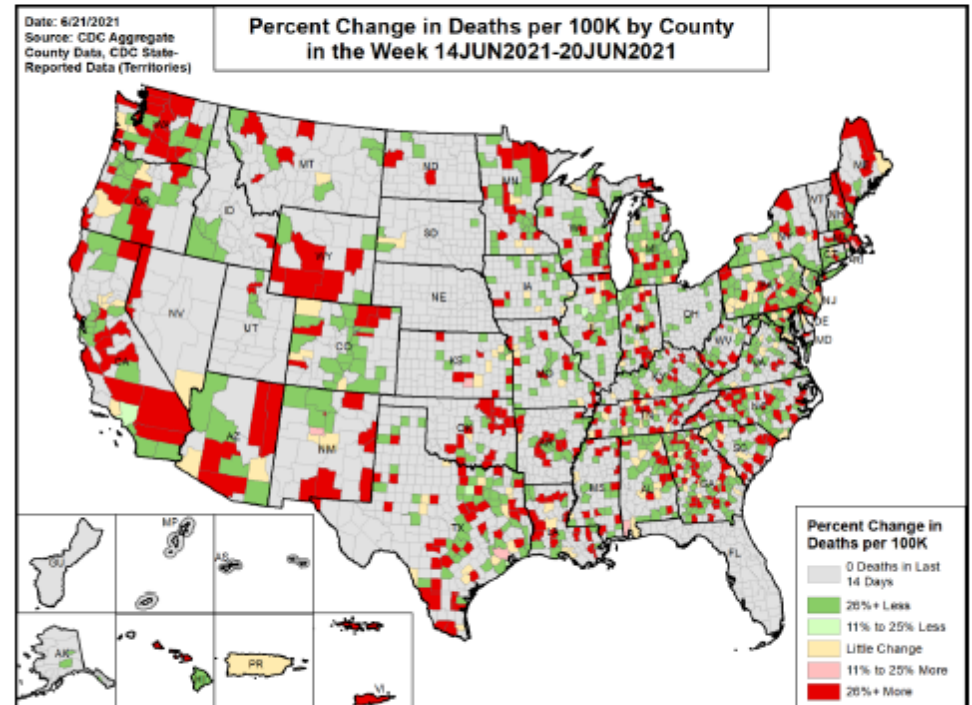 Date: 6/21/2021
Source: CDC Aggregate
County Data, CDC State-
Reported Data (Territories)
Percent Change in Deaths per 100K by County
in the Week 14JUN2021-20JUN2021
WA
MT
ND
MN
ME
OR
ID
SD
WI
MI
VT
NH
WY
IA
NE
PA
NJ
NV
UT
CO
IL
IN
OH
WV
DE
MD
CA
KS
MO
KY
VA
AZ
NM
OK
AR
TN
NC
SC
TX
LA
MS
AL
GA
FL
GU
MP
AS
AK
HI
PR
VI
Percent Change in
Deaths per 100K
0 Deaths in Last
14 Days
26%+ Less
11% to 25% Less
Little Change
11% to 25% More
26%+ More